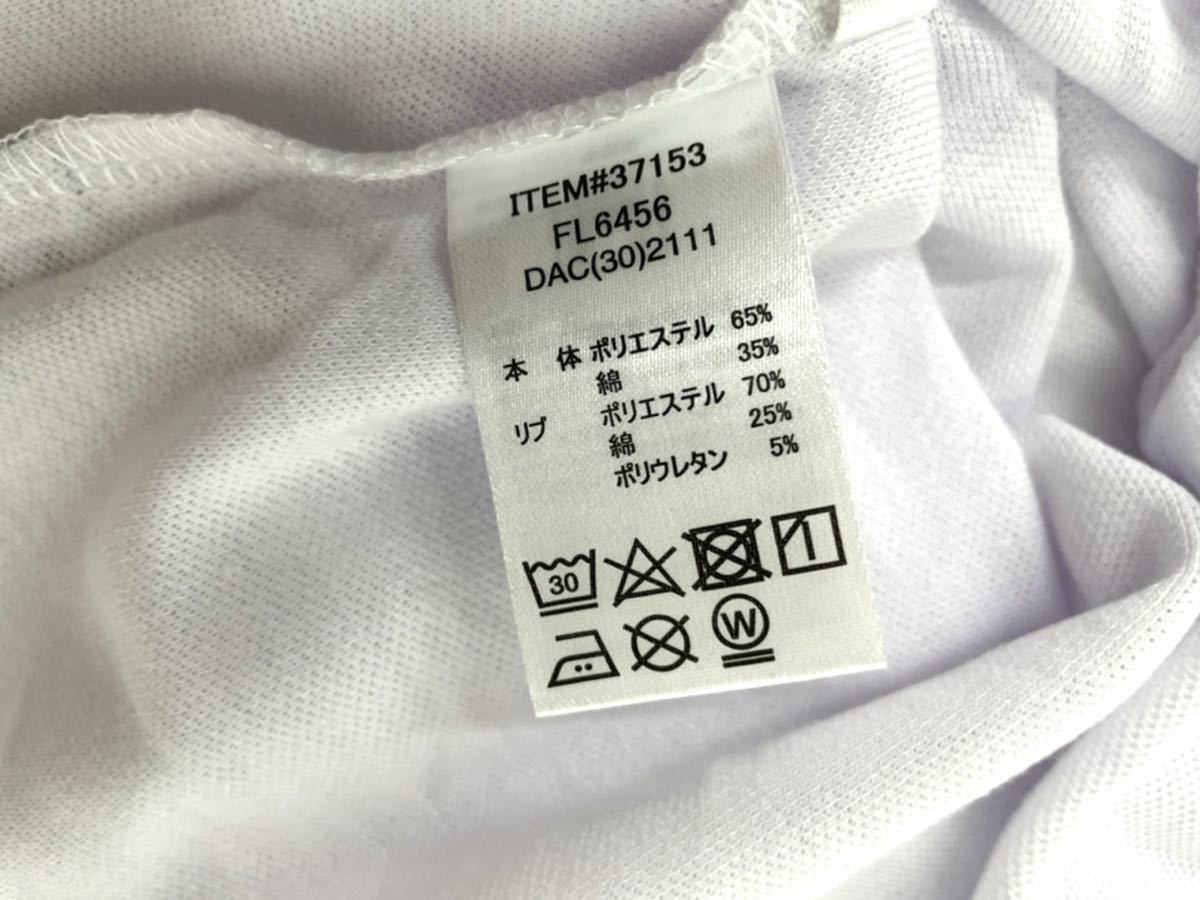 ITEM#37153
FL6456
DAC(30)2111
本 体 ポリエステル 65%
綿 35%
リブ ポリエステル 70%
綿 25%
ポリウレタン 5%
30
W